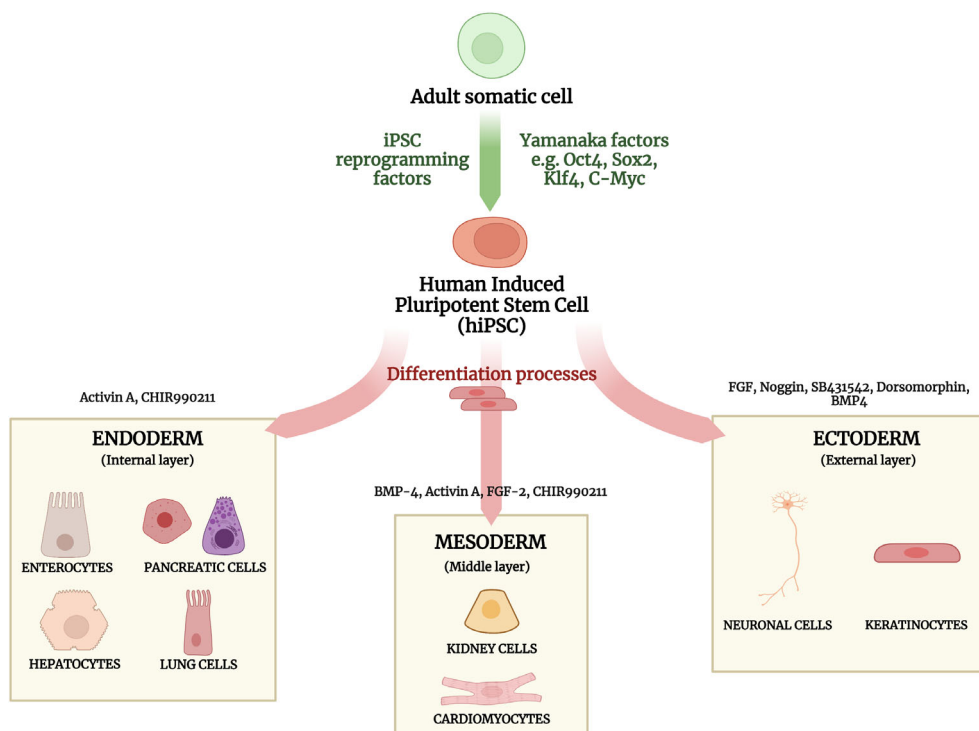 Adult somatic cell
iPSC
reprogramming
factors
Yamanaka factors
e.g. Oct4, Sox2,
Klf4, C-Myc
Human Induced
Pluripotent Stem Cell
(hiPSC)
Differentiation processes
Activin A, CHIR990211
ENDODERM
(Internal layer)
ENTEROCYTES
PANCREATIC CELLS
HEPATOCYTES
LUNG CELLS
BMP-4, Activin A, FGF-2, CHIR990211
MESODERM
(Middle layer)
KIDNEY CELLS
CARDIOMYOCYTES
FGF, Noggin, SB431542, Dorsomorphin,
BMP4
ECTODERM
(External layer)
NEURONAL CELLS
KERATINOCYTES